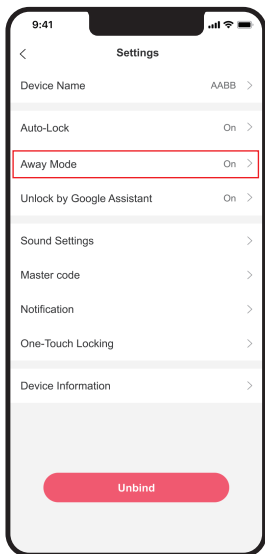 9:41
Settings
Device Name AABB
Auto-Lock On
Away Mode On
Unlock by Google Assistant On
Sound Settings
Master code
Notification
One-Touch Locking
Device Information
Unbind